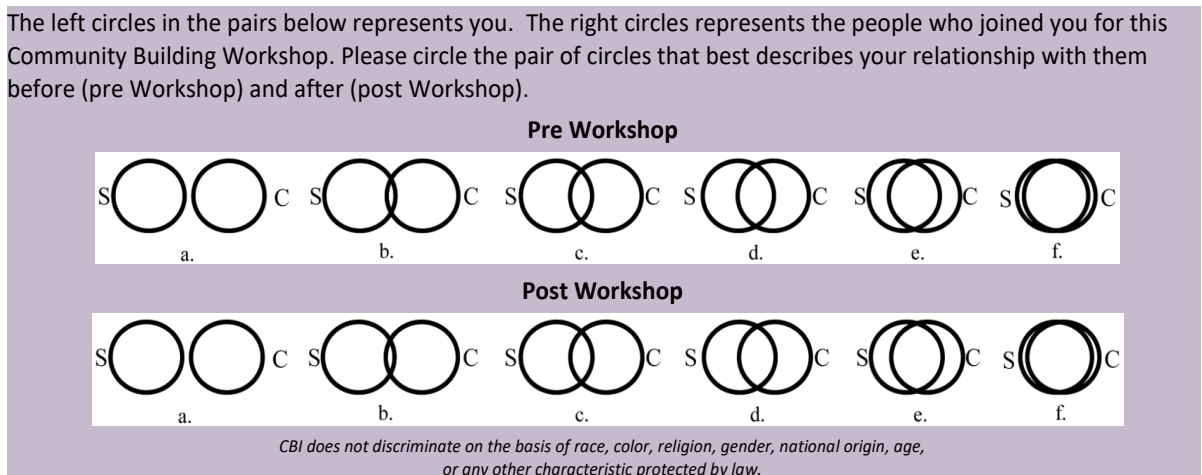 The left circles in the pairs below represents you.  The right circles represents the people who joined you for this
Community Building Workshop. Please circle the pair of circles that best describes your relationship with them
before (pre Workshop) and after (post Workshop).
Pre Workshop
S C S C S C S C S C S C
a. b. c. d. e. f.
Post Workshop
S C S C S C S C S C S C
a. b. c. d. e. f.
CBI does not discriminate on the basis of race, color, religion, gender, national origin, age,
or any other characteristic protected by law.